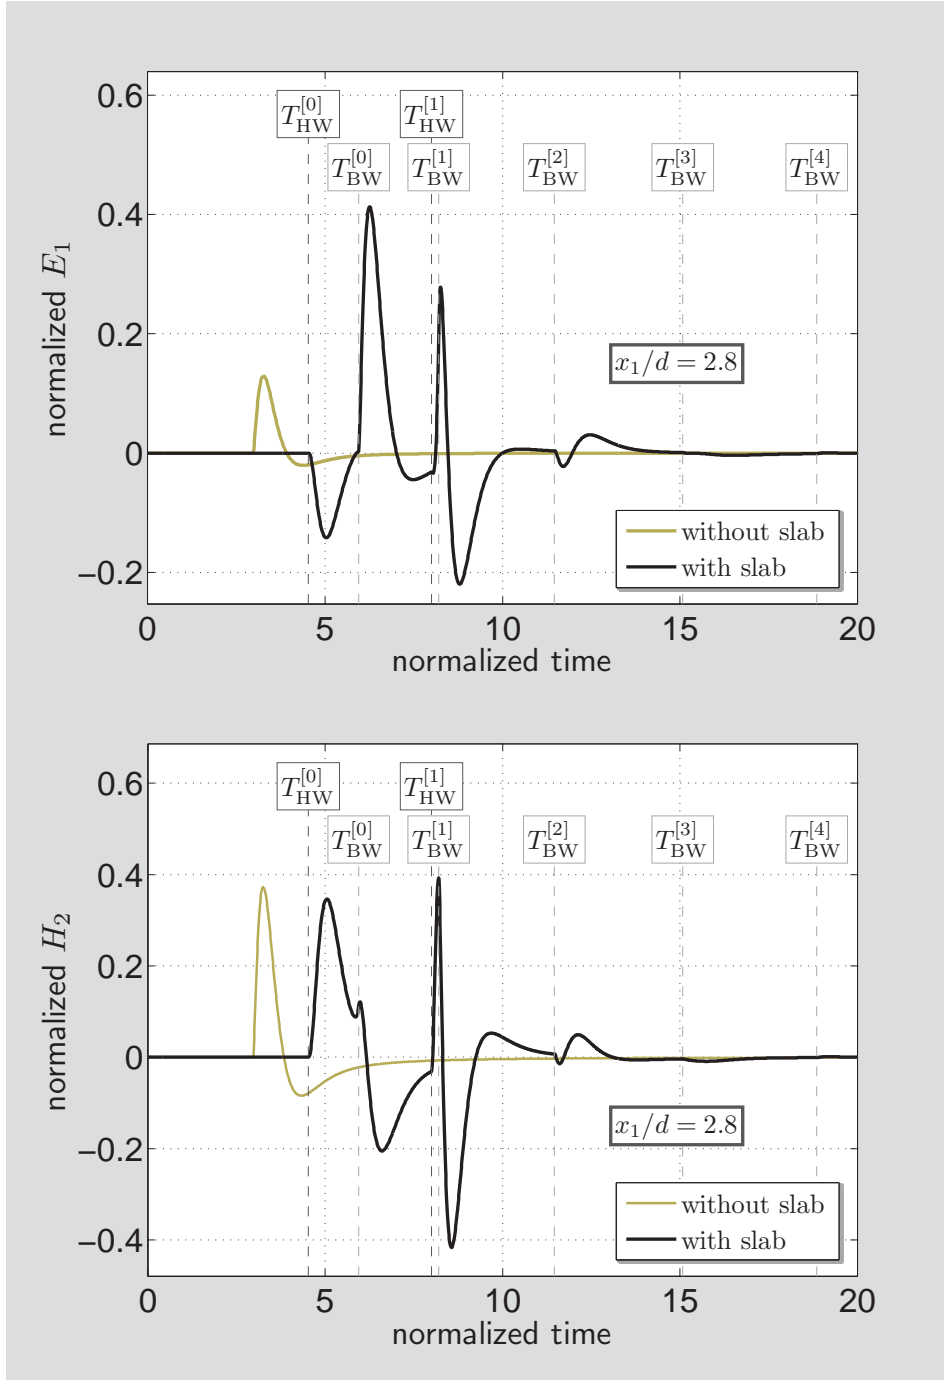 0.6
T_HW^[0] T_HW^[1]
T_BW^[0] T_BW^[1] T_BW^[2] T_BW^[3] T_BW^[4]
0.4
normalized E_1
0.2
x_1/d = 2.8
0
without slab
with slab
−0.2
0 5 10 15 20
normalized time
0.6
T_HW^[0] T_HW^[1]
T_BW^[0] T_BW^[1] T_BW^[2] T_BW^[3] T_BW^[4]
0.4
normalized H_2
0.2
0
x_1/d = 2.8
−0.2
without slab
with slab
−0.4
0 5 10 15 20
normalized time